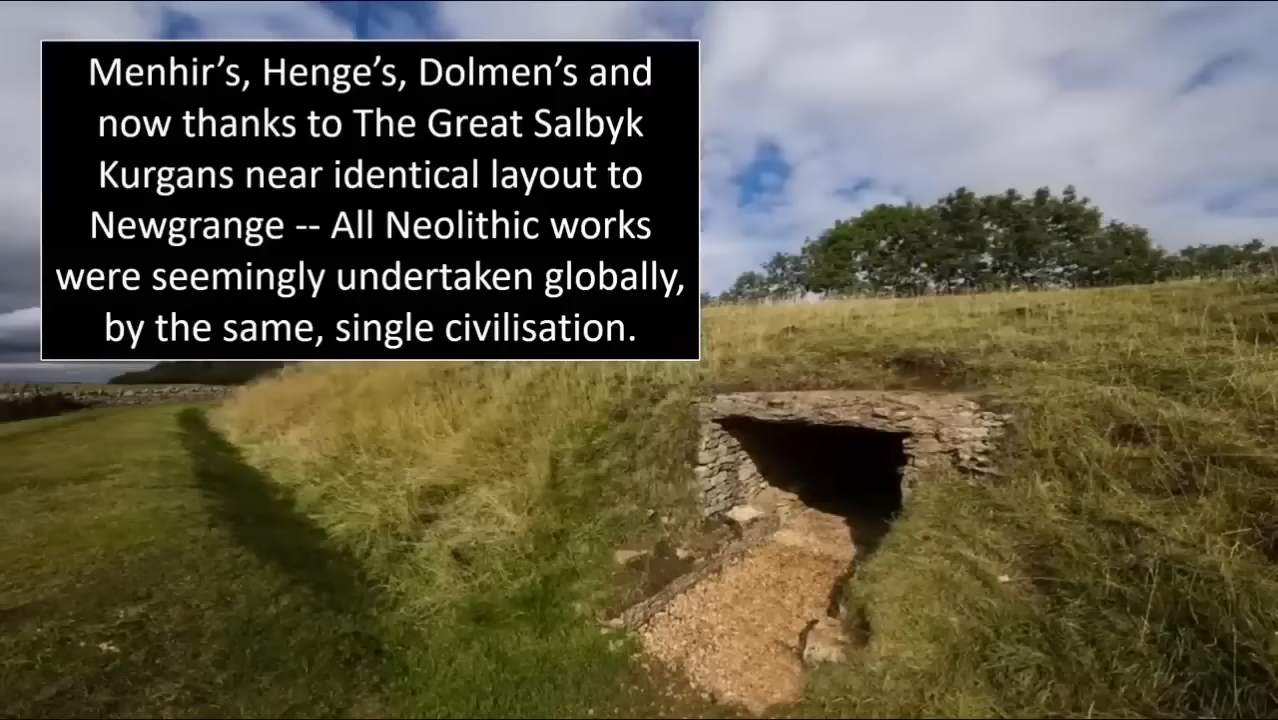 Menhir’s, Henge’s, Dolmen’s and
now thanks to The Great Salbyk
Kurgans near identical layout to
Newgrange -- All Neolithic works
were seemingly undertaken globally,
by the same, single civilisation.